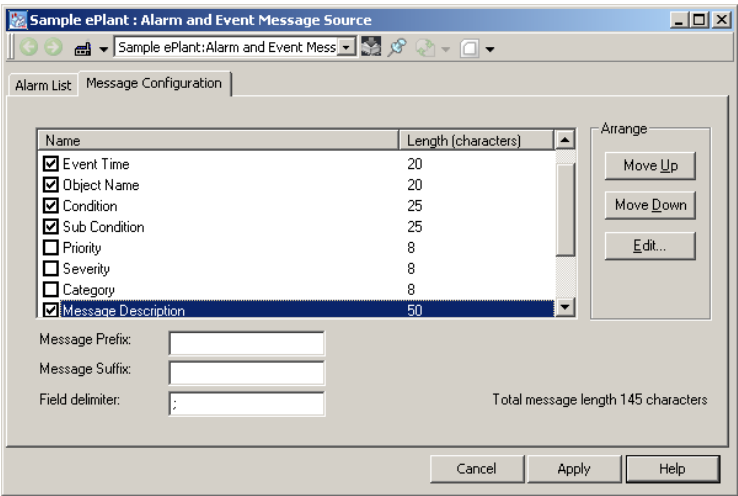 Sample ePlant : Alarm and Event Message Source
Sample ePlant:Alarm and Event Mess
Alarm List Message Configuration
Name Length (characters)
Event Time 20
Object Name 20
Condition 25
Sub Condition 25
Priority 8
Severity 8
Category 8
Message Description 50
Arrange
Move Up
Move Down
Edit...
Message Prefix:
Message Suffix:
Field delimiter: ;
Total message length 145 characters
Cancel Apply Help